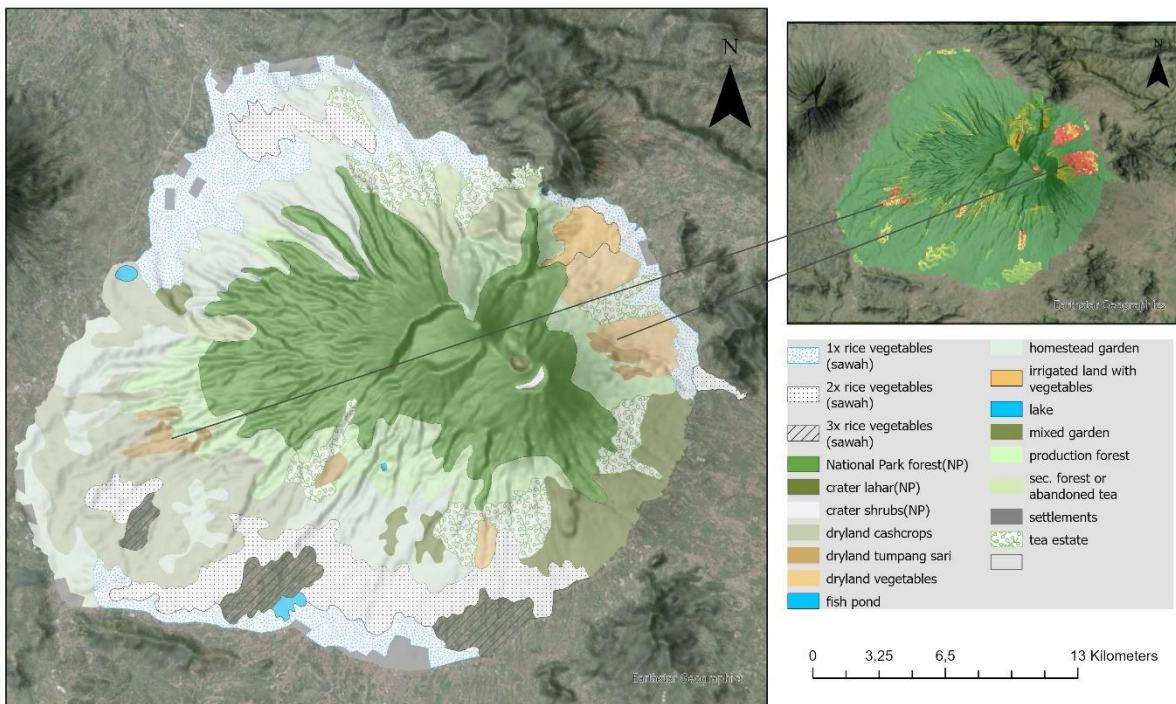 N
Earthstar Geographics
N
Earthstar Geographics
1x rice vegetables
(sawah)
2x rice vegetables
(sawah)
3x rice vegetables
(sawah)
National Park forest(NP)
crater lahar(NP)
crater shrubs(NP)
dryland cashcrops
dryland tumpang sari
dryland vegetables
fish pond
homestead garden
irrigated land with
vegetables
lake
mixed garden
production forest
sec. forest or
abandoned tea
settlements
tea estate
0 3,25 6,5 13 Kilometers